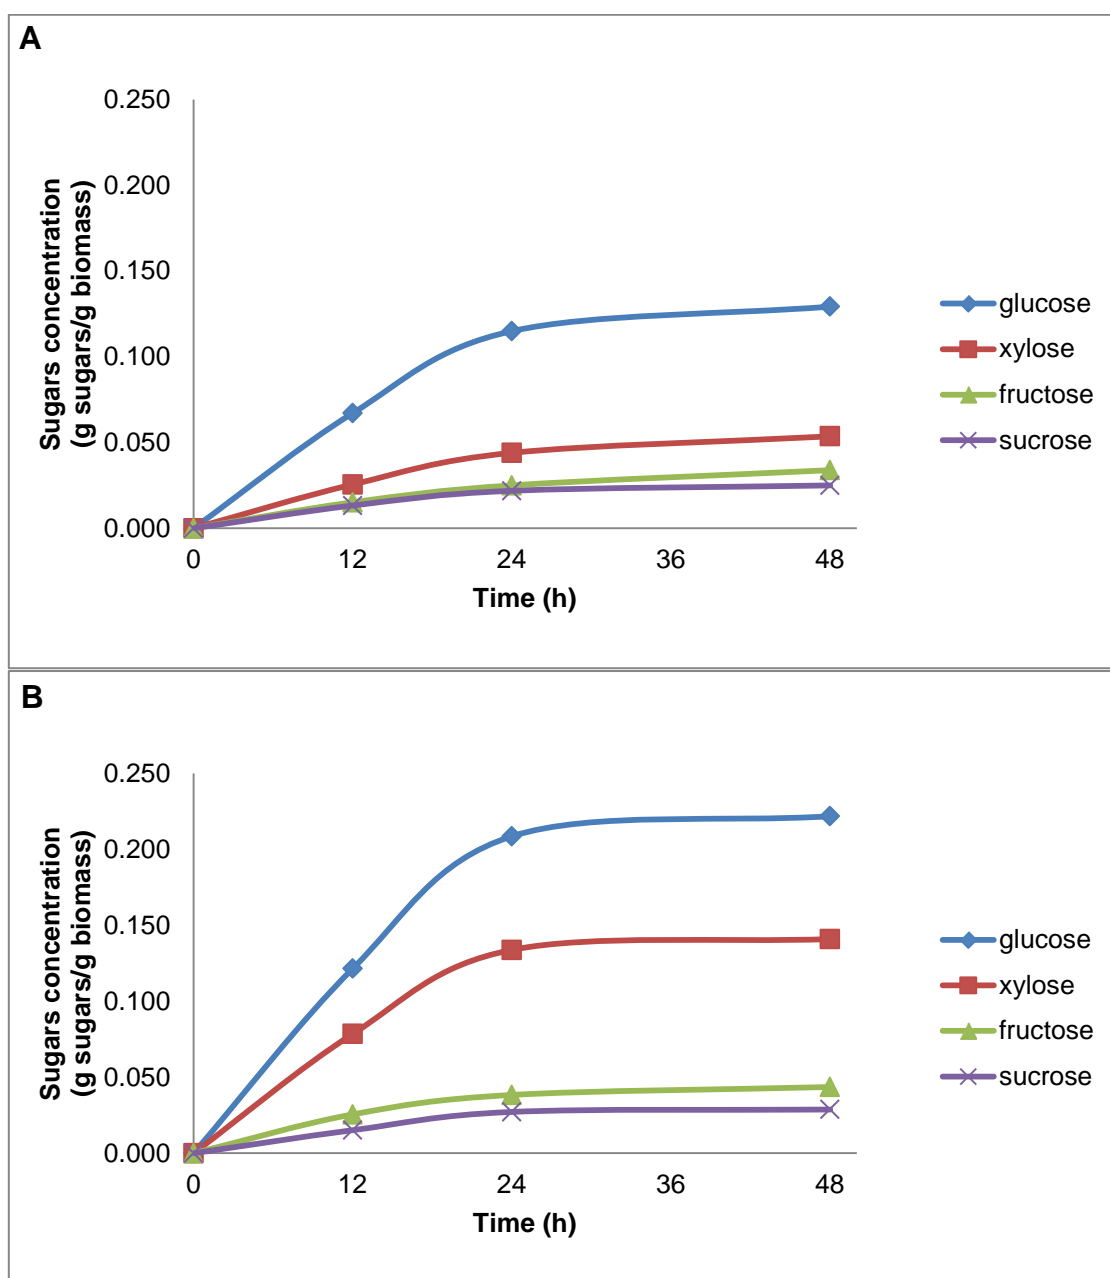 A
0.250
0.200
0.150
0.100
0.050
0.000
Sugars concentration
(g sugars/g biomass)
0 12 24 36 48
Time (h)
glucose
xylose
fructose
sucrose
B
0.250
0.200
0.150
0.100
0.050
0.000
Sugars concentration
(g sugars/g biomass)
0 12 24 36 48
Time (h)
glucose
xylose
fructose
sucrose